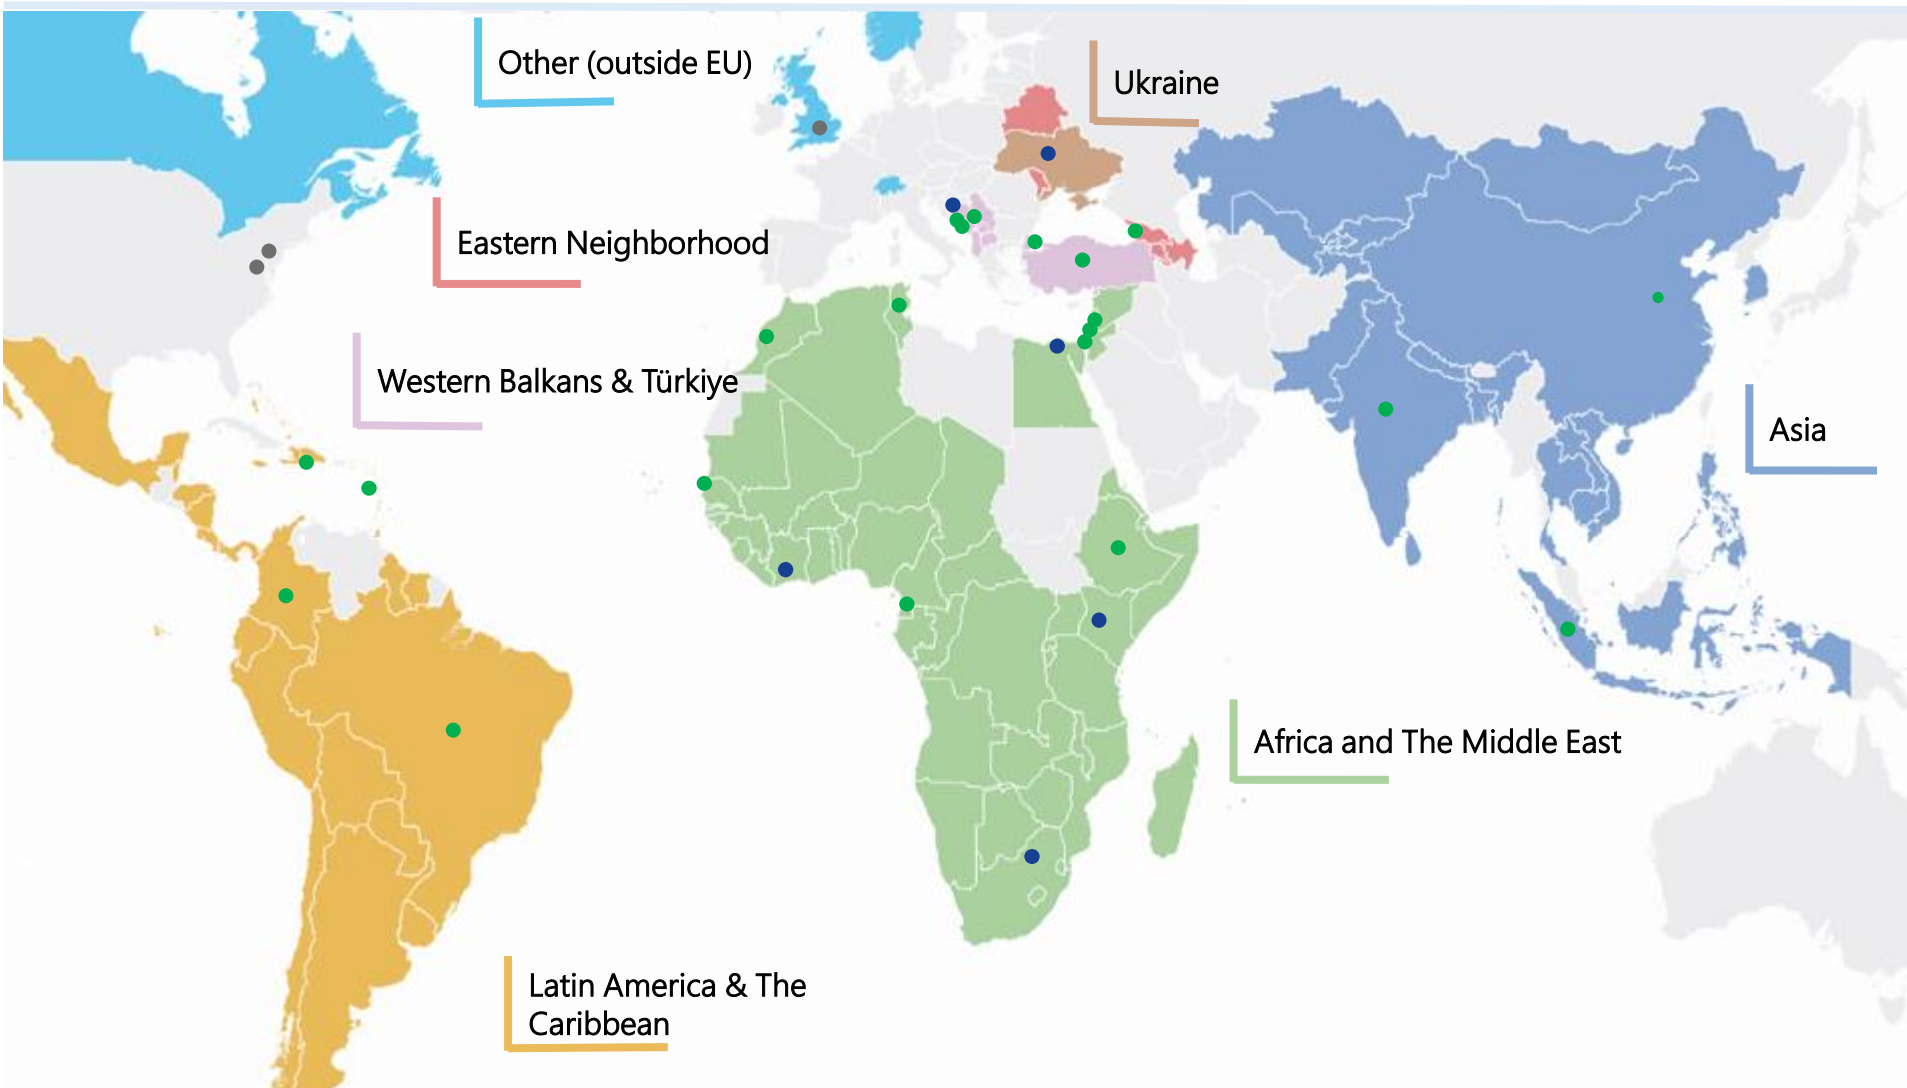 Other (outside EU)
Ukraine
Eastern Neighborhood
Western Balkans & Türkiye
Asia
Africa and The Middle East
Latin America & The
Caribbean